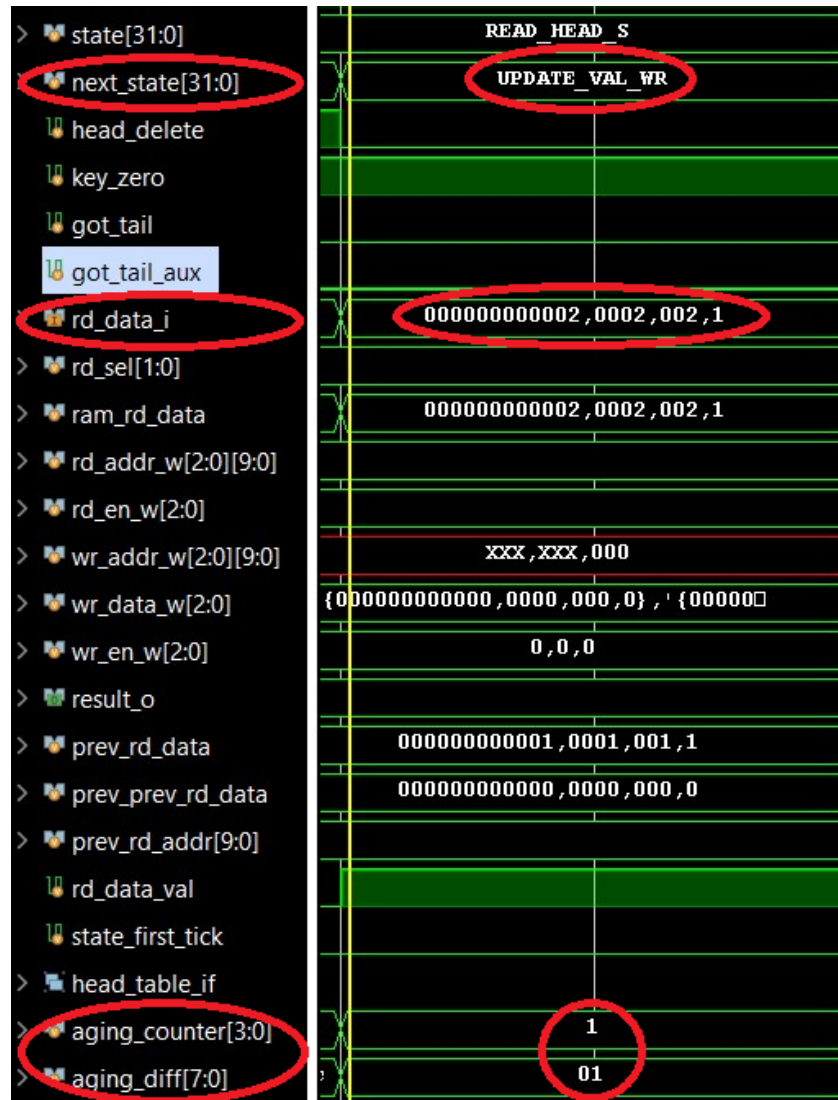 state[31:0] READ_HEAD_S
next_state[31:0] UPDATE_VAL_WR
head_delete
key_zero
got_tail
got_tail_aux
rd_data_i 000000000002,0002,002,1
rd_sel[1:0]
ram_rd_data 000000000002,0002,002,1
rd_addr_w[2:0][9:0]
rd_en_w[2:0]
wr_addr_w[2:0][9:0] XXX,XXX,000
wr_data_w[2:0] {000000000000,0000,000,0},'{00000
wr_en_w[2:0] 0,0,0
result_o
prev_rd_data 000000000001,0001,001,1
prev_prev_rd_data 000000000000,0000,000,0
prev_rd_addr[9:0]
rd_data_val
state_first_tick
head_table_if
aging_counter[3:0] 1
aging_diff[7:0] 01